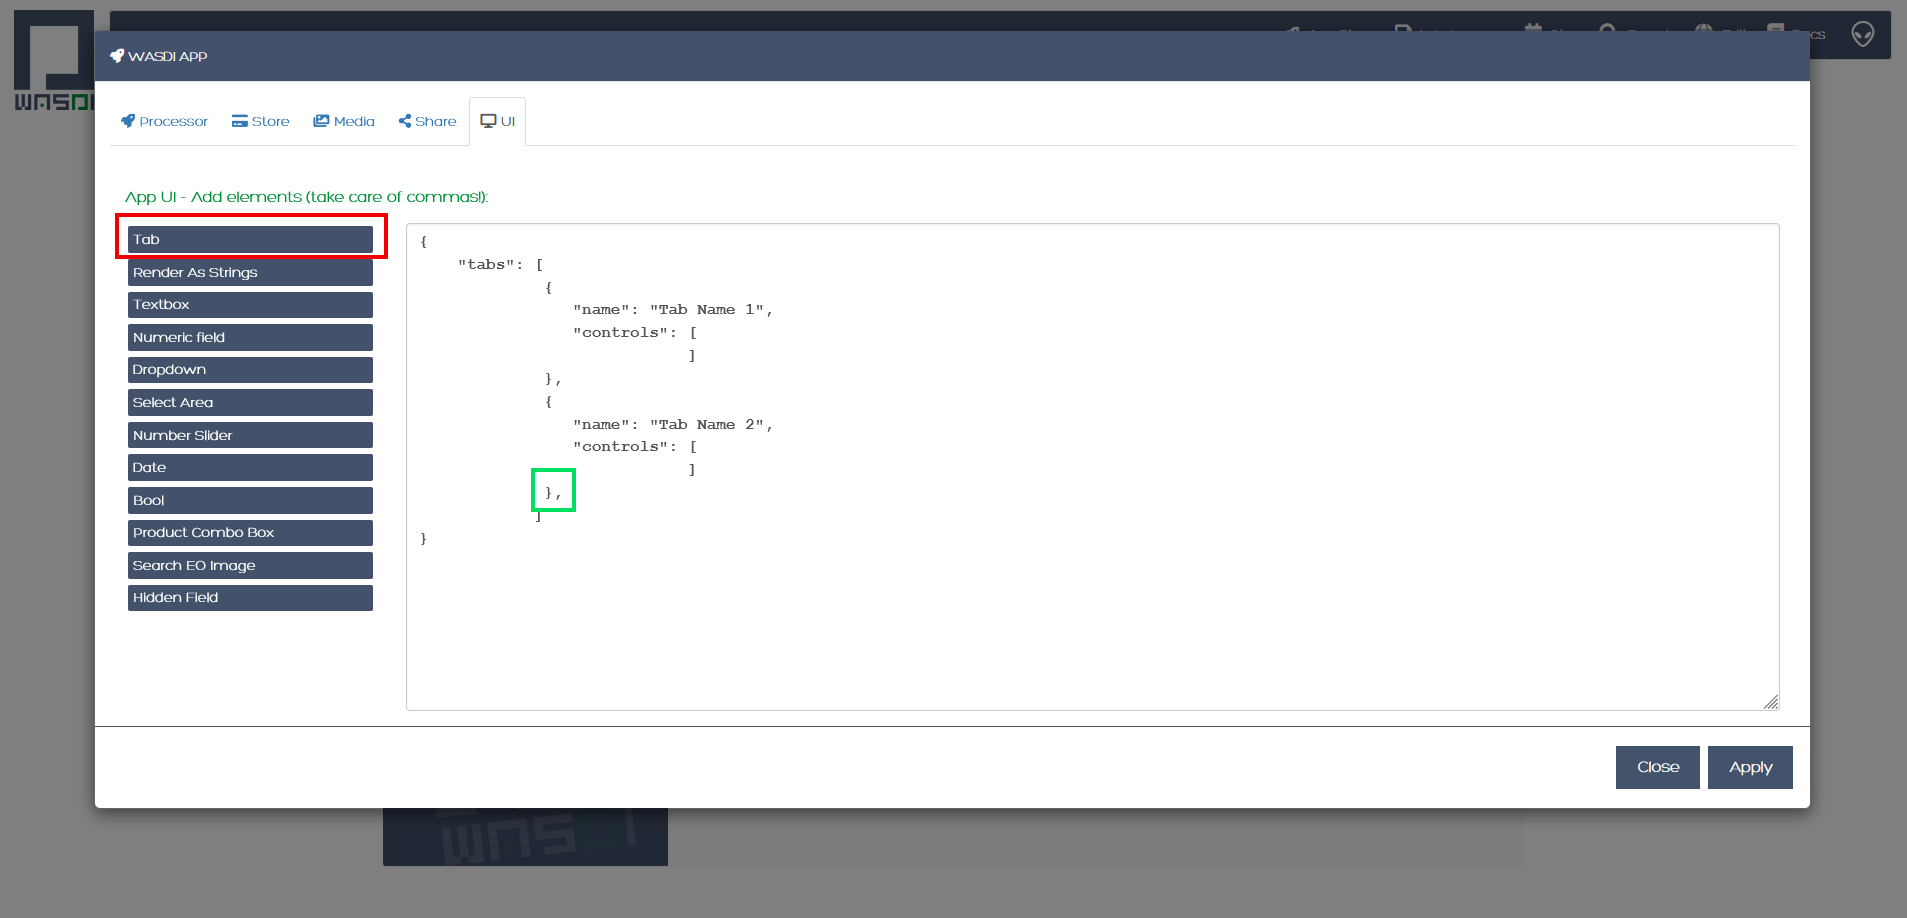 WASDI
WASDI APP
Processor Store Media Share UI
App UI - Add elements (take care of commas!):
Tab
Render As Strings
Textbox
Numeric field
Dropdown
Select Area
Number Slider
Date
Bool
Product Combo Box
Search EO Image
Hidden Field
{
"tabs": [
{
"name": "Tab Name 1",
"controls": [
]
},
{
"name": "Tab Name 2",
"controls": [
]
},
]
}
Close Apply
WASDI